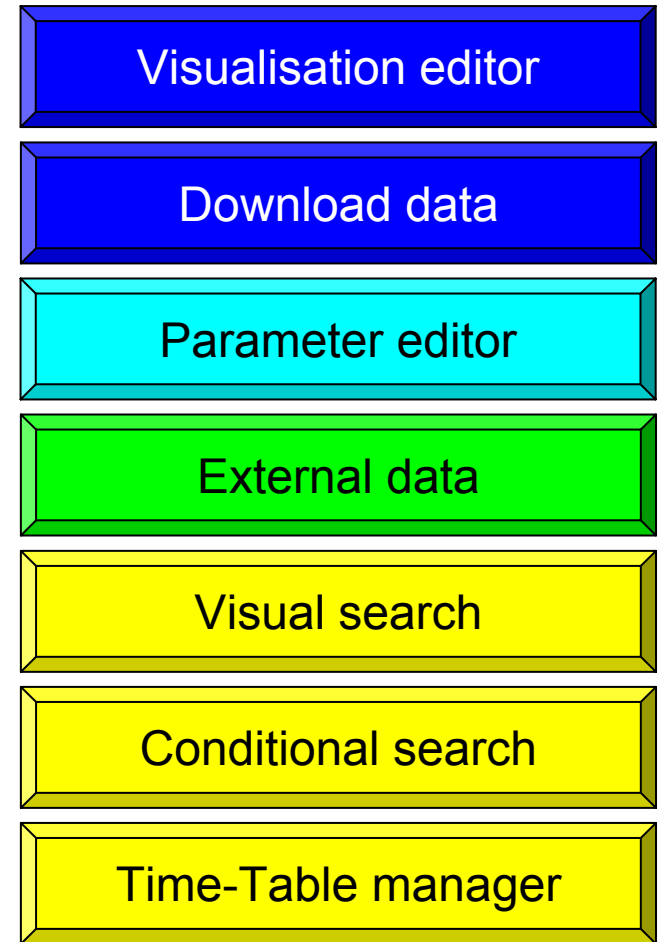 Visualisation editor
Download data
Parameter editor
External data
Visual search
Conditional search
Time-Table manager